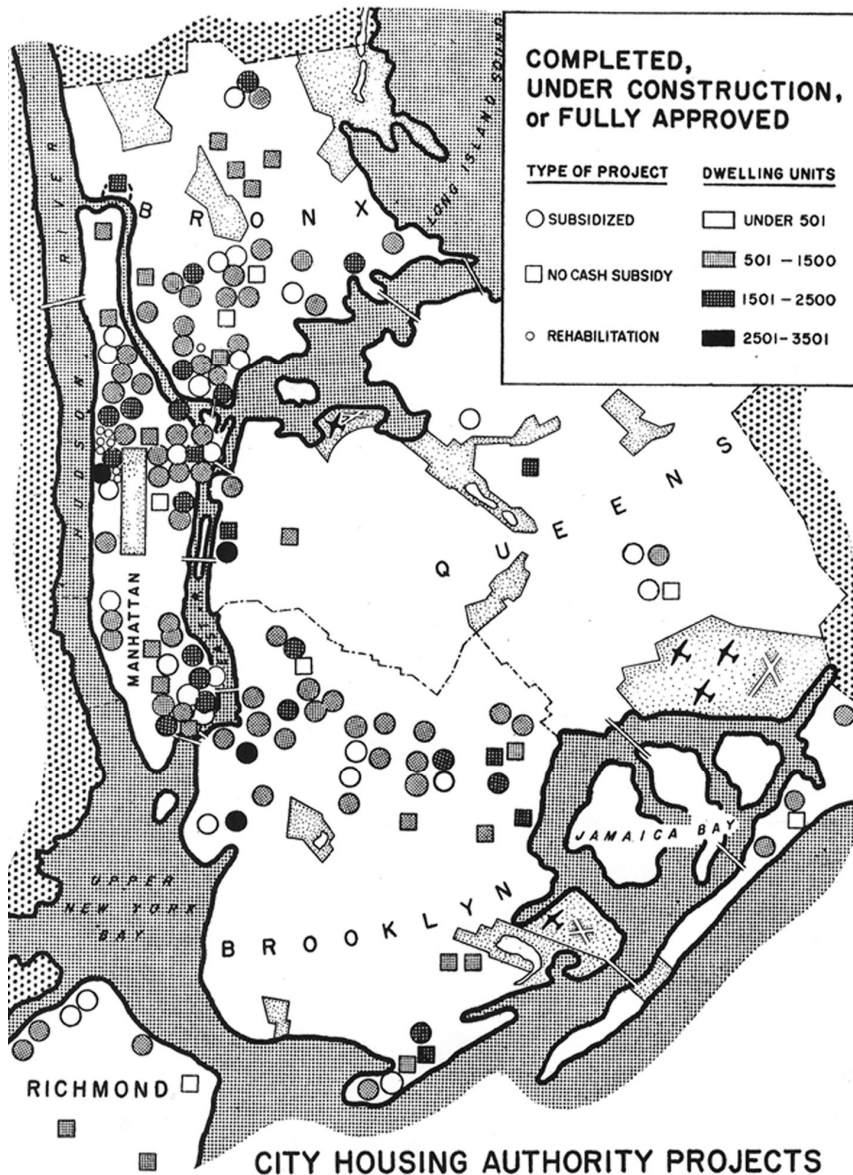 COMPLETED,
UNDER CONSTRUCTION,
or FULLY APPROVED
TYPE OF PROJECT
DWELLING UNITS
SUBSIDIZED
UNDER 501
501 - 1500
NO CASH SUBSIDY
1501 - 2500
REHABILITATION
2501 - 3501
LONG ISLAND SOUND
HUDSON RIVER
BRONX
QUEENS
MANHATTAN
EAST R.
JAMAICA BAY
UPPER
NEW YORK
BAY
BROOKLYN
RICHMOND
CITY HOUSING AUTHORITY PROJECTS